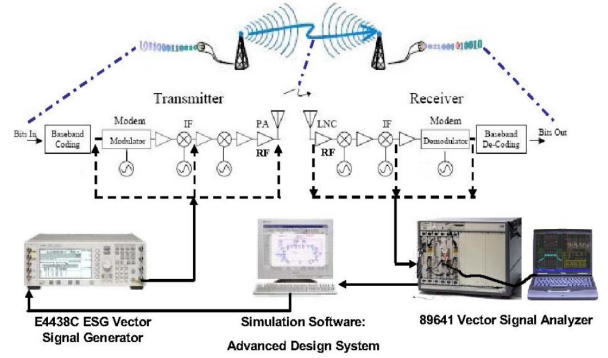 Transmitter
Receiver
Bits In
Baseband
Coding
Modem
Modulator
IF
PA
RF
LNC
RF
IF
Modem
Demodulator
Baseband
De-Coding
Bits Out
E4438C ESG Vector
Signal Generator
Simulation Software:
Advanced Design System
89641 Vector Signal Analyzer